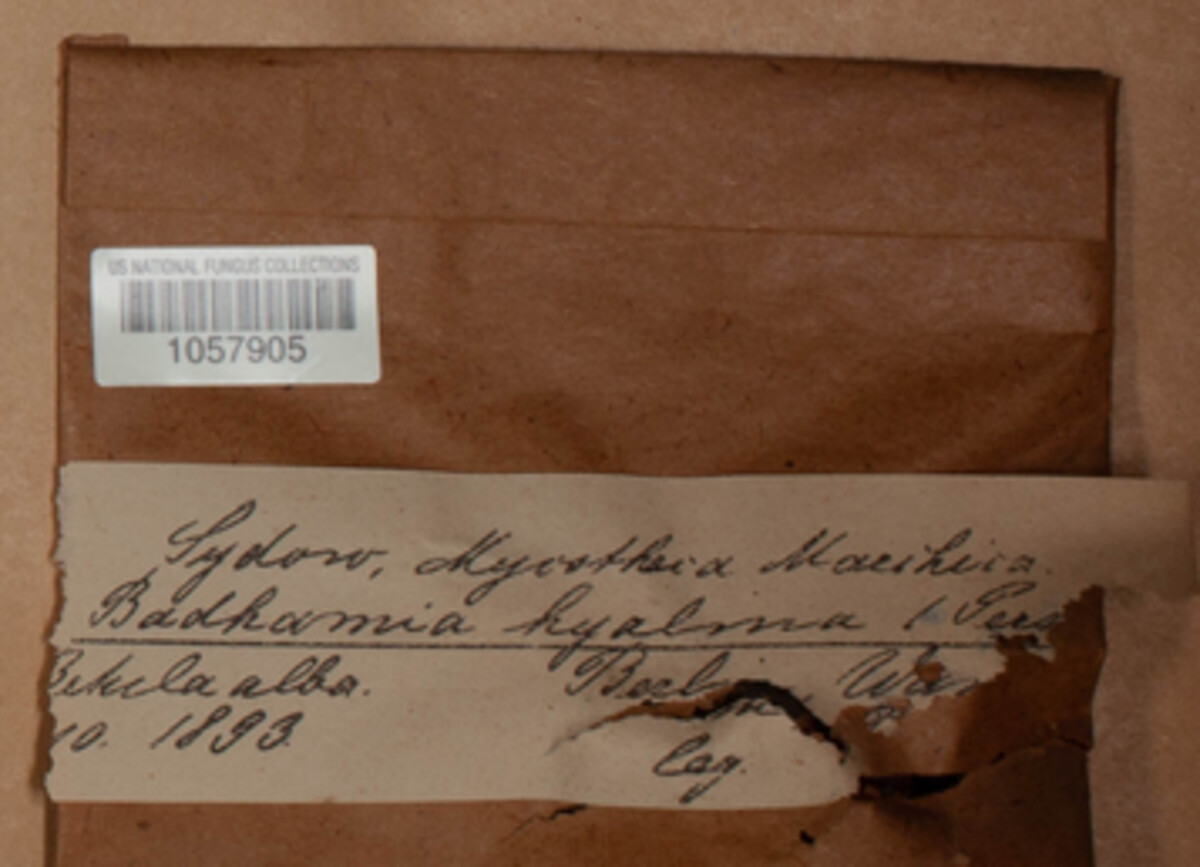 US NATIONAL FUNGUS COLLECTIONS
1057905
Sydow, Mycotheca Marchica.
Badhamia hyalina (Pers
Betula alba.
10. 1893.
leg.